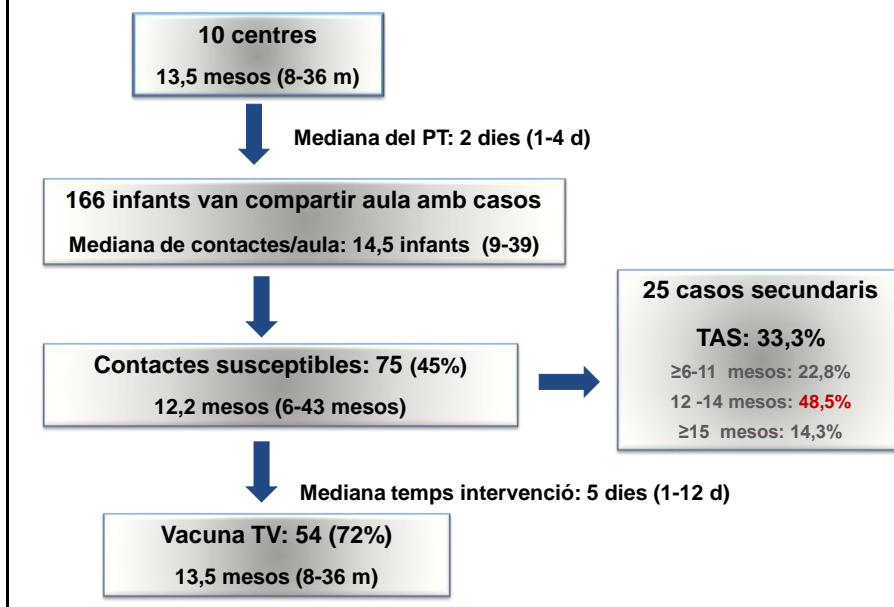 10 centres
13,5 mesos (8-36 m)
Mediana del PT: 2 dies (1-4 d)
166 infants van compartir aula amb casos
Mediana de contactes/aula: 14,5 infants (9-39)
25 casos secundaris
TAS: 33,3%
≥6-11 mesos: 22,8%
12 -14 mesos: 48,5%
≥15 mesos: 14,3%
Contactes susceptibles: 75 (45%)
12,2 mesos (6-43 mesos)
Mediana temps intervenció: 5 dies (1-12 d)
Vacuna TV: 54 (72%)
13,5 mesos (8-36 m)